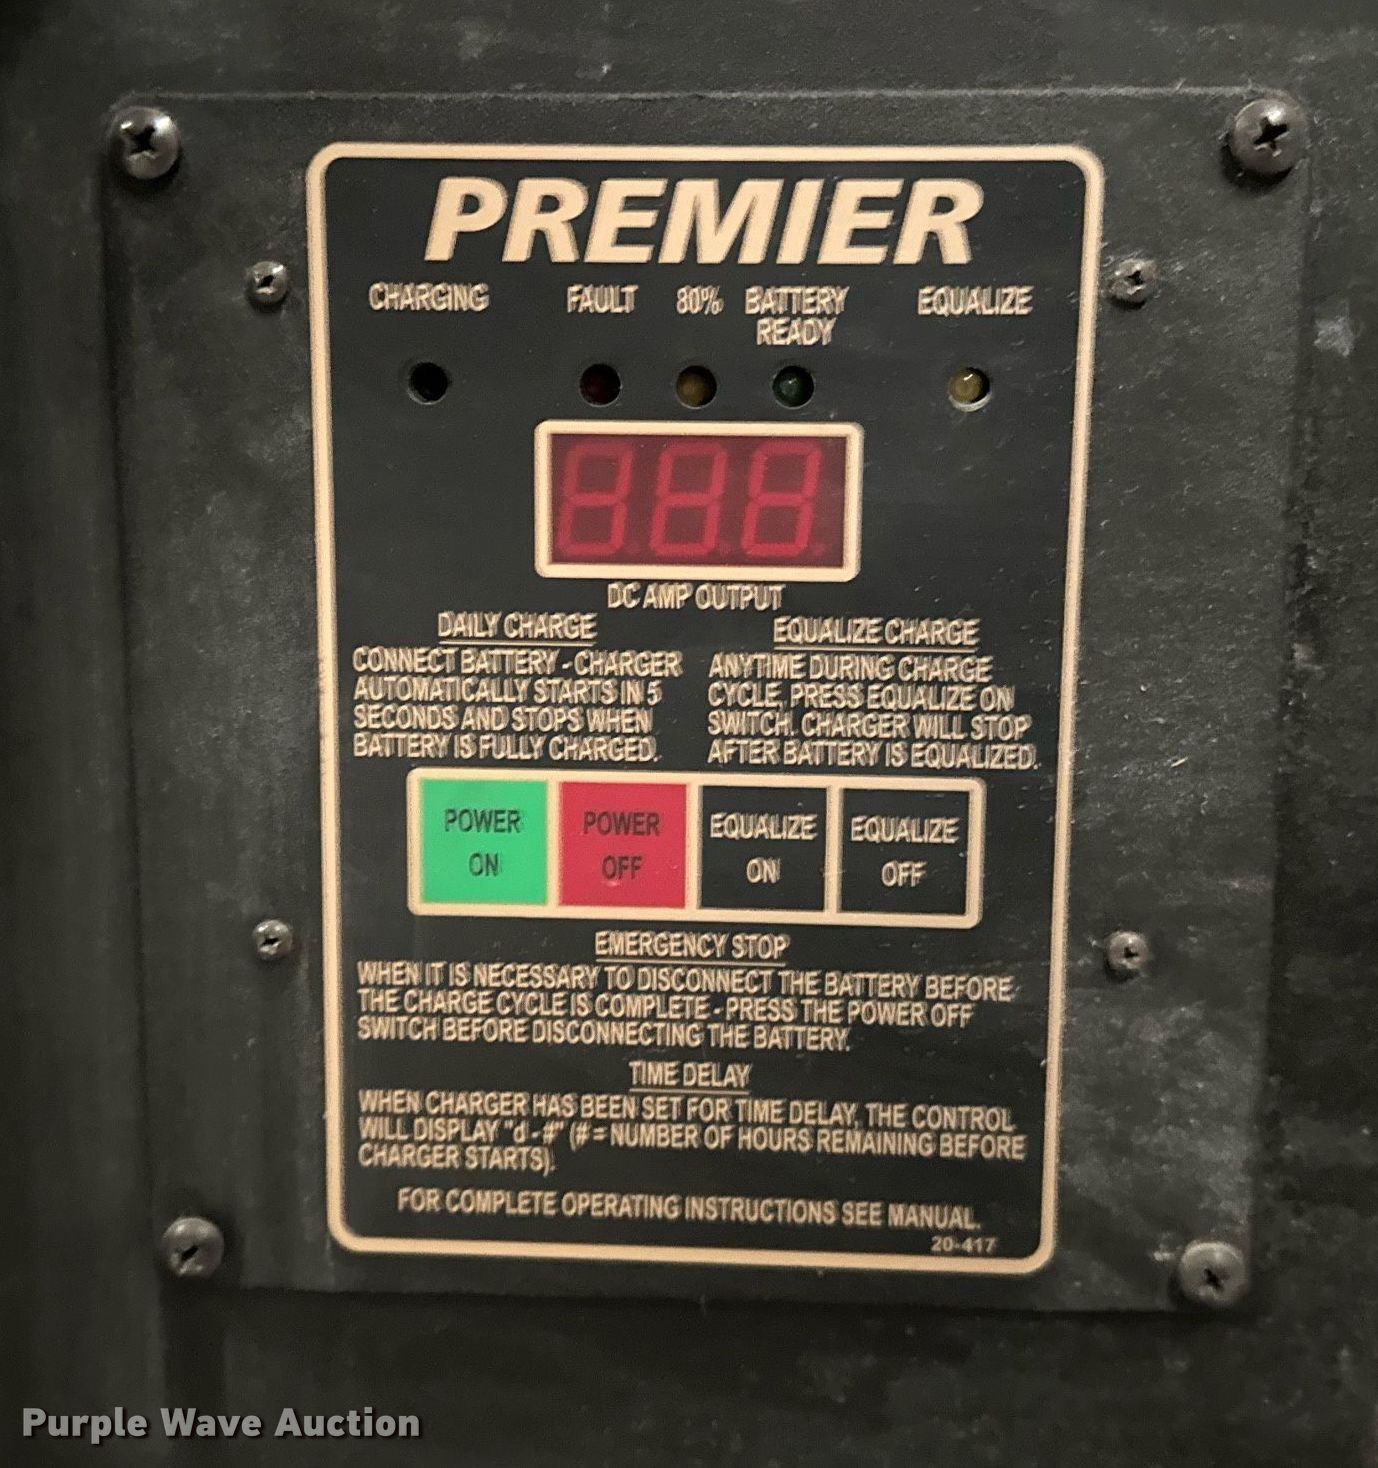 PREMIER
CHARGING FAULT 80% BATTERY READY EQUALIZE
DC AMP OUTPUT
DAILY CHARGE
CONNECT BATTERY - CHARGER
AUTOMATICALLY STARTS IN 5
SECONDS AND STOPS WHEN
BATTERY IS FULLY CHARGED.
EQUALIZE CHARGE
ANYTIME DURING CHARGE
CYCLE, PRESS EQUALIZE ON
SWITCH. CHARGER WILL STOP
AFTER BATTERY IS EQUALIZED.
POWER ON
POWER OFF
EQUALIZE ON
EQUALIZE OFF
EMERGENCY STOP
WHEN IT IS NECESSARY TO DISCONNECT THE BATTERY BEFORE
THE CHARGE CYCLE IS COMPLETE - PRESS THE POWER OFF
SWITCH BEFORE DISCONNECTING THE BATTERY.
TIME DELAY
WHEN CHARGER HAS BEEN SET FOR TIME DELAY, THE CONTROL
WILL DISPLAY "d - #" (# = NUMBER OF HOURS REMAINING BEFORE
CHARGER STARTS).
FOR COMPLETE OPERATING INSTRUCTIONS SEE MANUAL.
20-417
Purple Wave Auction